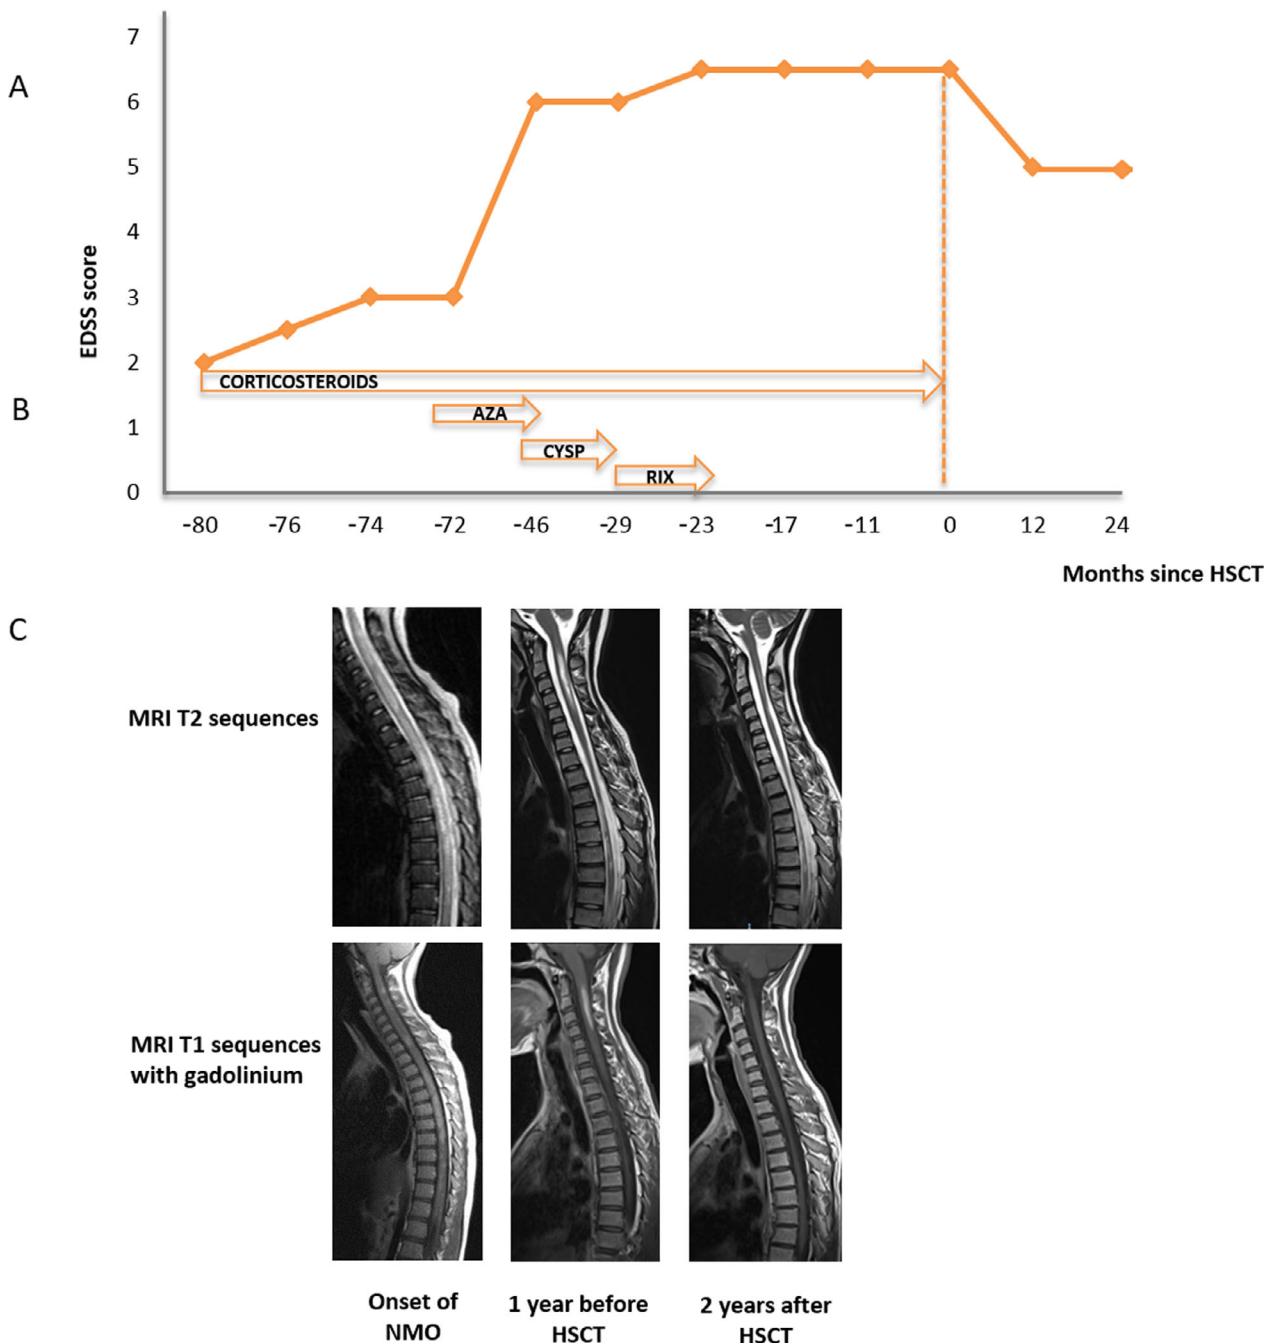 A
7
6
5
4
3
2
1
0
EDSS score
B
CORTICOSTEROIDS
AZA
CYSP
RIX
-80 -76 -74 -72 -46 -29 -23 -17 -11 0 12 24
Months since HSCT
C
MRI T2 sequences
MRI T1 sequences
with gadolinium
Onset of
NMO
1 year before
HSCT
2 years after
HSCT